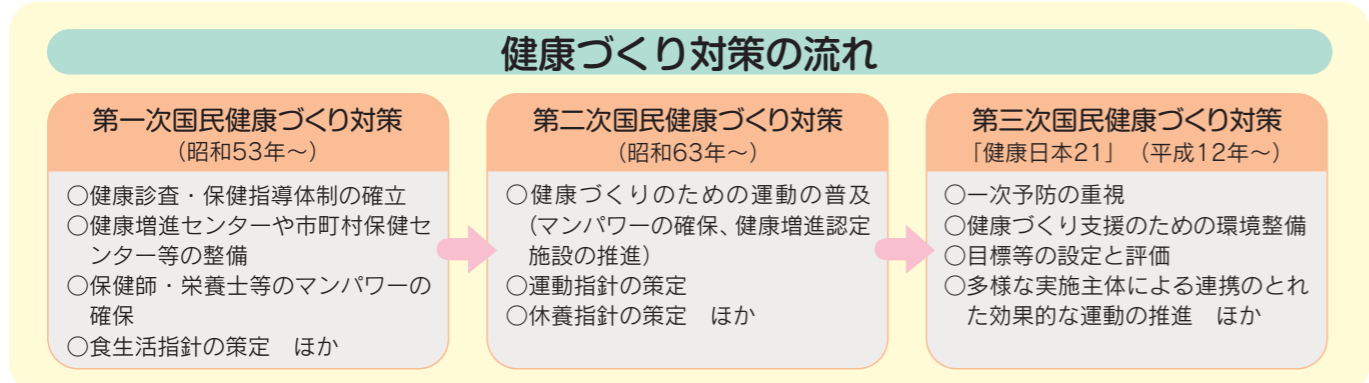 健康づくり対策の流れ
第一次国民健康づくり対策
（昭和53年～）
○健康診査・保健指導体制の確立
○健康増進センターや市町村保健セ
ンター等の整備
○保健師・栄養士等のマンパワーの
確保
○食生活指針の策定　ほか
第二次国民健康づくり対策
（昭和63年～）
○健康づくりのための運動の普及
（マンパワーの確保、健康増進認定
施設の推進）
○運動指針の策定
○休養指針の策定　ほか
第三次国民健康づくり対策
「健康日本21」（平成12年～）
○一次予防の重視
○健康づくり支援のための環境整備
○目標等の設定と評価
○多様な実施主体による連携のとれ
た効果的な運動の推進　ほか